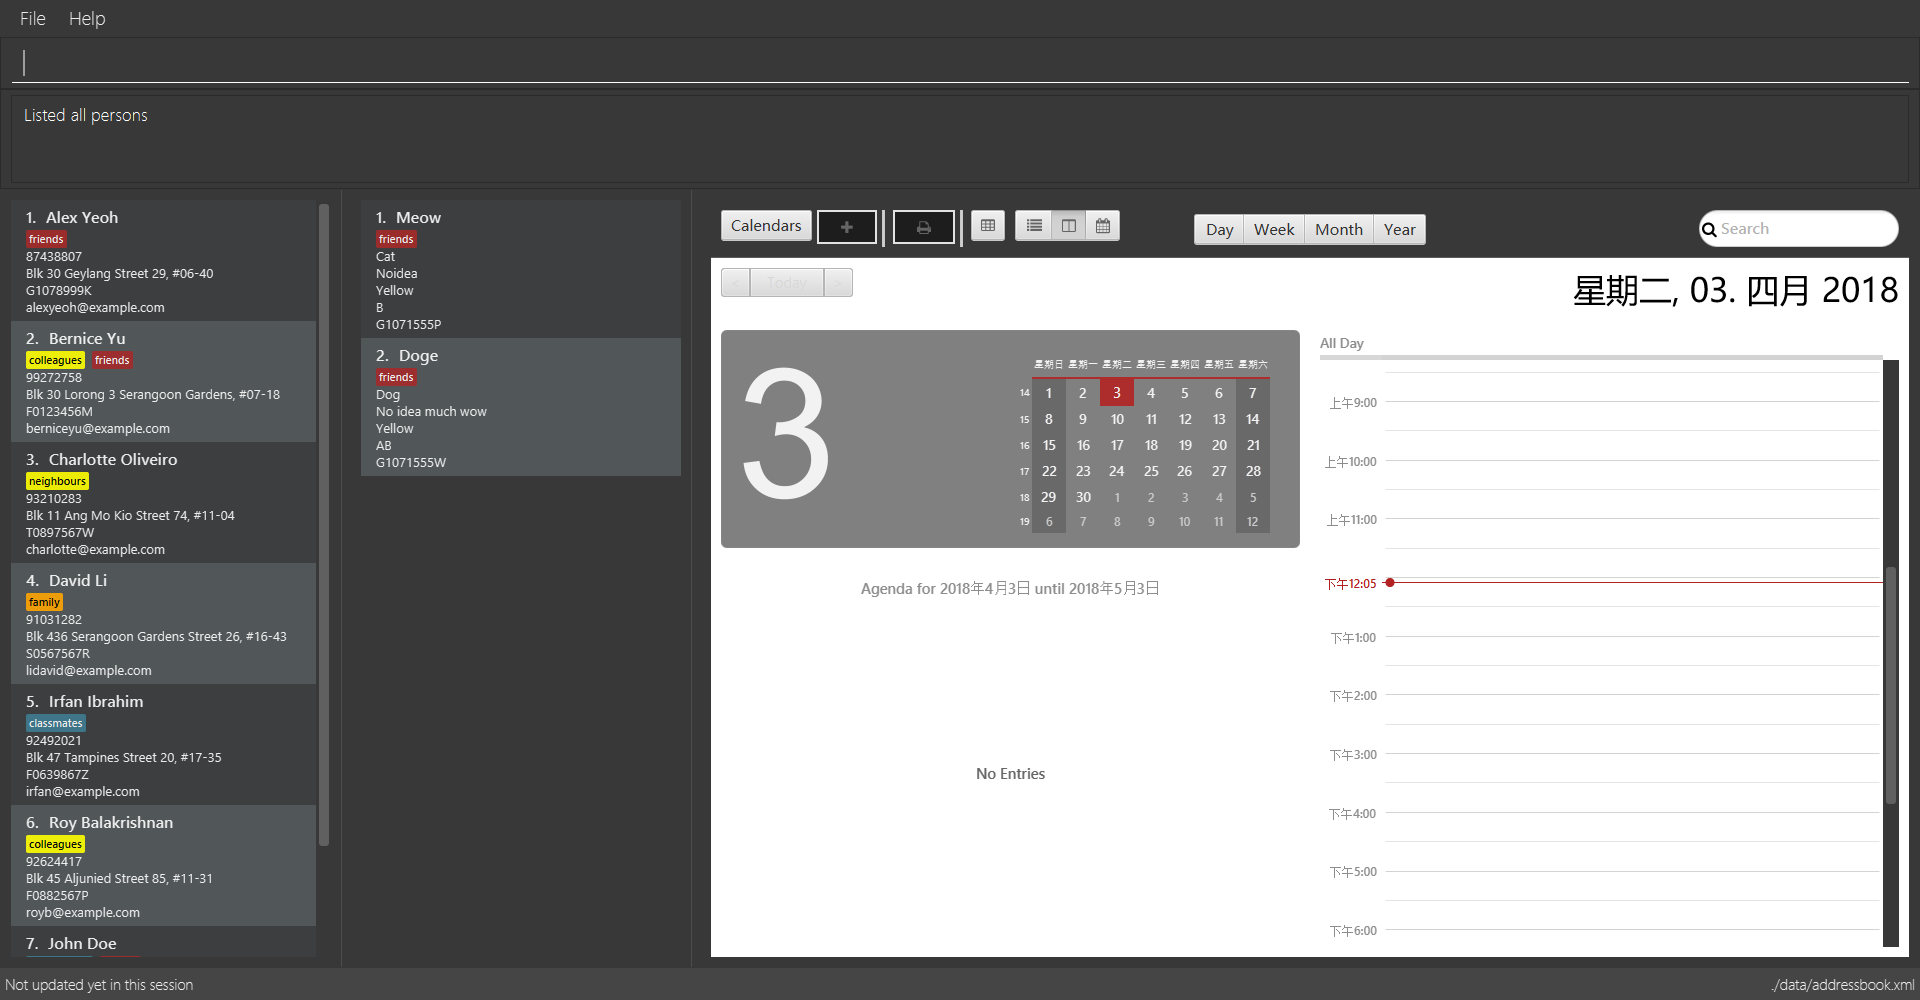 File Help
Listed all persons
1. Alex Yeoh
friends
87438807
Blk 30 Geylang Street 29, #06-40
G1078999K
alexyeoh@example.com
2. Bernice Yu
colleagues friends
99272758
Blk 30 Lorong 3 Serangoon Gardens, #07-18
F0123456M
berniceyu@example.com
3. Charlotte Oliveiro
neighbours
93210283
Blk 11 Ang Mo Kio Street 74, #11-04
T0897567W
charlotte@example.com
4. David Li
family
91031282
Blk 436 Serangoon Gardens Street 26, #16-43
S0567567R
lidavid@example.com
5. Irfan Ibrahim
classmates
92492021
Blk 47 Tampines Street 20, #17-35
F0639867Z
irfan@example.com
6. Roy Balakrishnan
colleagues
92624417
Blk 45 Aljunied Street 85, #11-31
F0882567P
royb@example.com
7. John Doe
1. Meow
friends
Cat
Noidea
Yellow
B
G1071555P
2. Doge
friends
Dog
No idea much wow
Yellow
AB
G1071555W
Calendars
Day Week Month Year
Search
< Today >
星期二, 03. 四月 2018
3
星期日 星期一 星期二 星期三 星期四 星期五 星期六
14 1 2 3 4 5 6 7
15 8 9 10 11 12 13 14
16 15 16 17 18 19 20 21
17 22 23 24 25 26 27 28
18 29 30 1 2 3 4 5
19 6 7 8 9 10 11 12
Agenda for 2018年4月3日 until 2018年5月3日
No Entries
All Day
上午9:00
上午10:00
上午11:00
下午12:05
下午1:00
下午2:00
下午3:00
下午4:00
下午5:00
下午6:00
Not updated yet in this session
./data/addressbook.xml